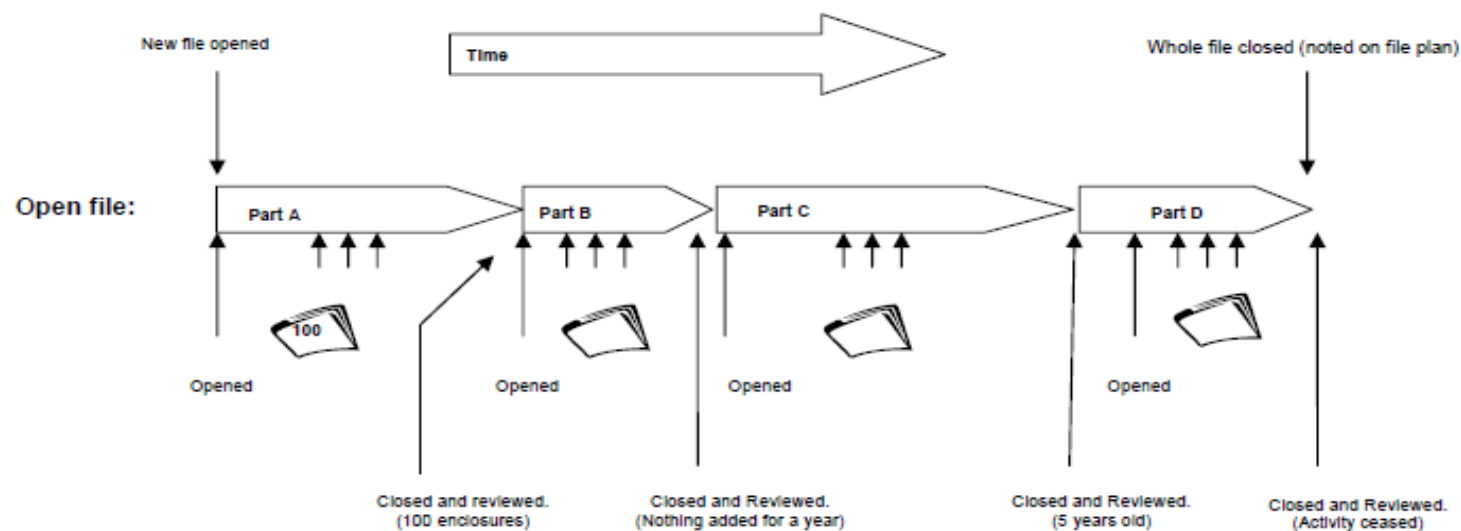 New file opened
Time
Whole file closed (noted on file plan)
Open file:
Part A
Part B
Part C
Part D
100
Opened
Opened
Opened
Opened
Closed and reviewed.
(100 enclosures)
Closed and Reviewed.
(Nothing added for a year)
Closed and Reviewed.
(5 years old)
Closed and Reviewed.
(Activity ceased)